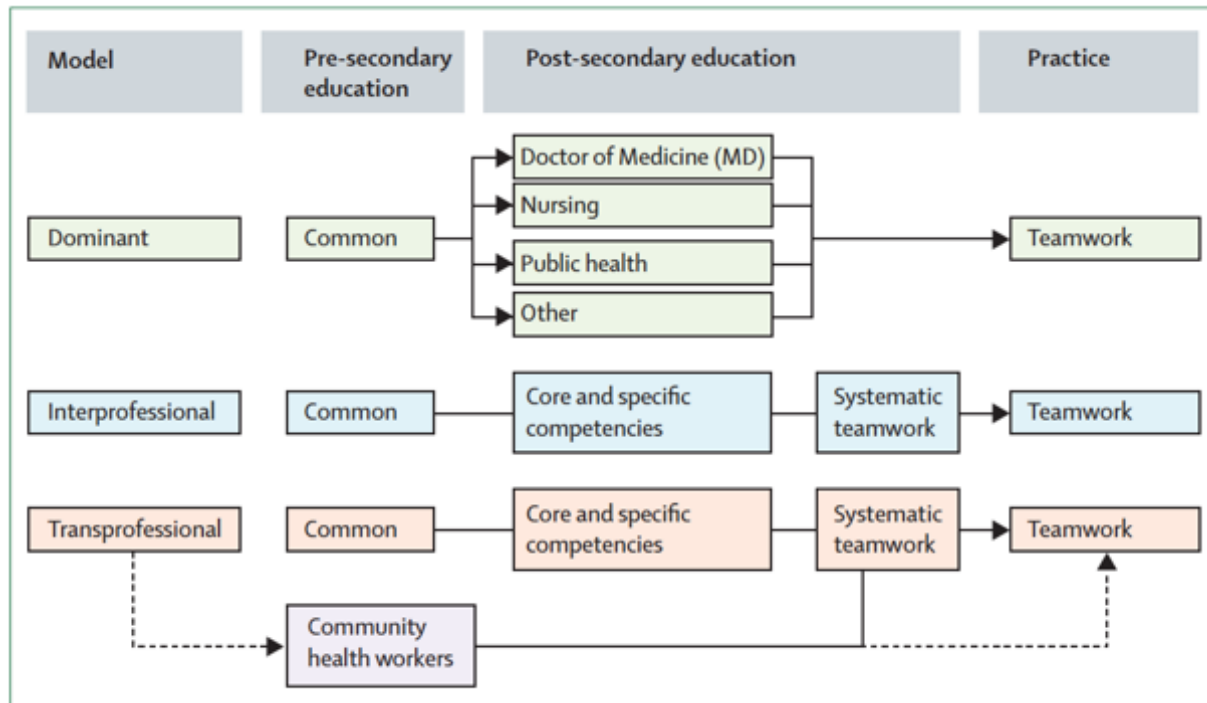 Model
Pre-secondary
education
Post-secondary education
Practice
Dominant
Common
Doctor of Medicine (MD)
Nursing
Public health
Other
Teamwork
Interprofessional
Common
Core and specific
competencies
Systematic
teamwork
Teamwork
Transprofessional
Common
Core and specific
competencies
Systematic
teamwork
Teamwork
Community
health workers